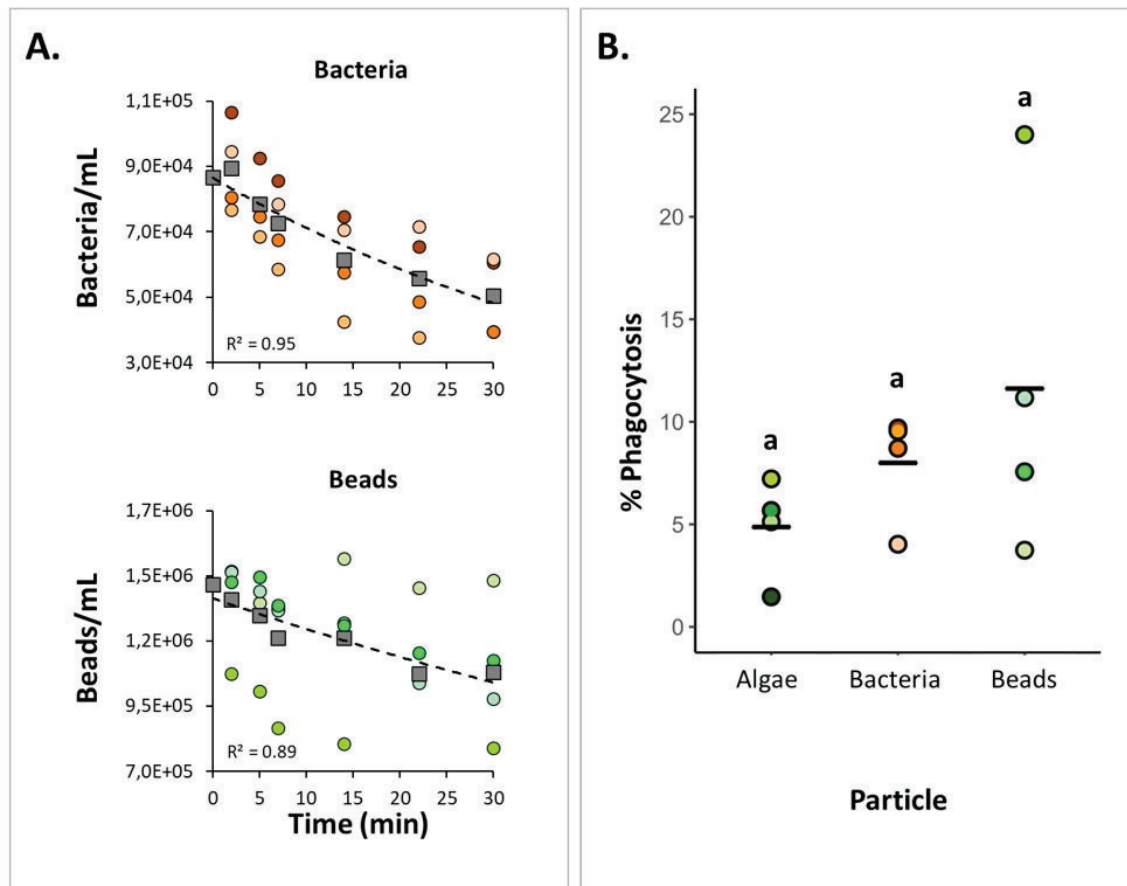 A.
Bacteria
Bacteria/mL
1,1E+05
9,0E+04
7,0E+04
5,0E+04
3,0E+04
R² = 0.95
0 5 10 15 20 25 30
Beads
Beads/mL
1,7E+06
1,5E+06
1,2E+06
9,5E+05
7,0E+05
R² = 0.89
0 5 10 15 20 25 30
Time (min)
B.
% Phagocytosis
25
20
15
10
5
0
a
a
a
Algae Bacteria Beads
Particle